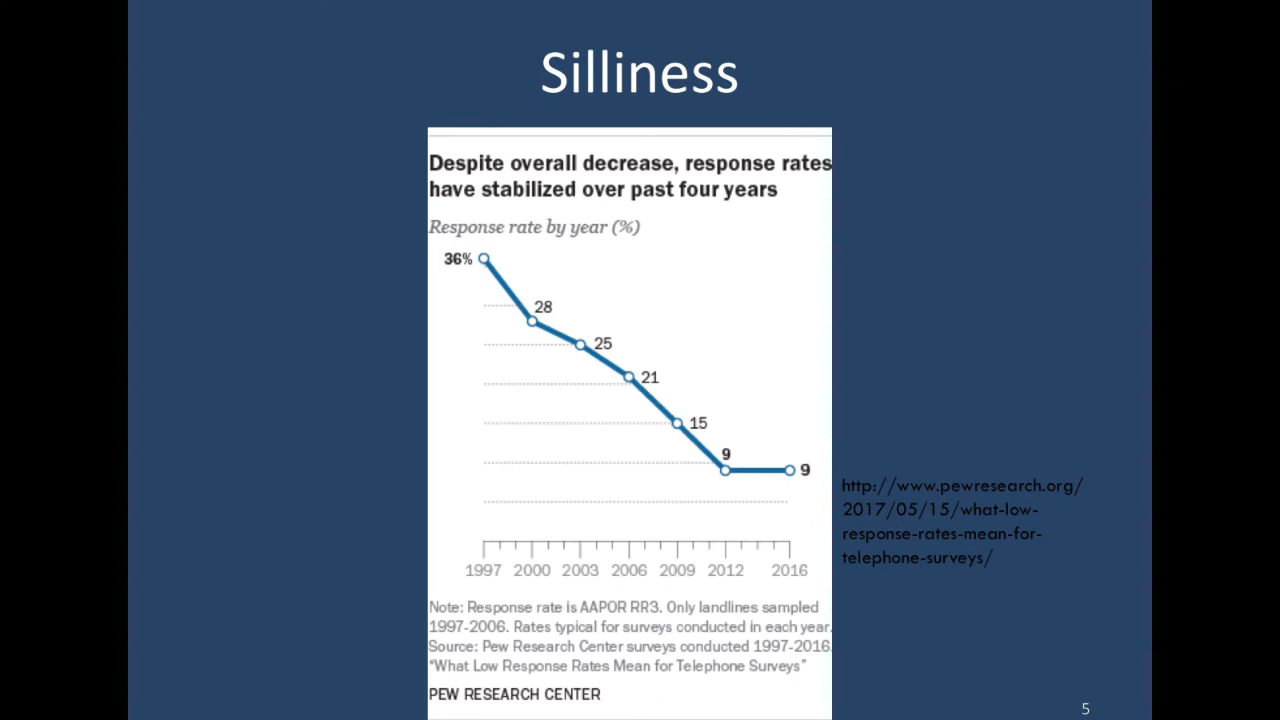 Silliness
Despite overall decrease, response rates
have stabilized over past four years
Response rate by year (%)
36%
28
25
21
15
9
9
1997 2000 2003 2006 2009 2012 2016
Note: Response rate is AAPOR RR3. Only landlines sampled
1997-2006. Rates typical for surveys conducted in each year.
Source: Pew Research Center surveys conducted 1997-2016.
“What Low Response Rates Mean for Telephone Surveys”
PEW RESEARCH CENTER
http://www.pewresearch.org/
2017/05/15/what-low-
response-rates-mean-for-
telephone-surveys/
5